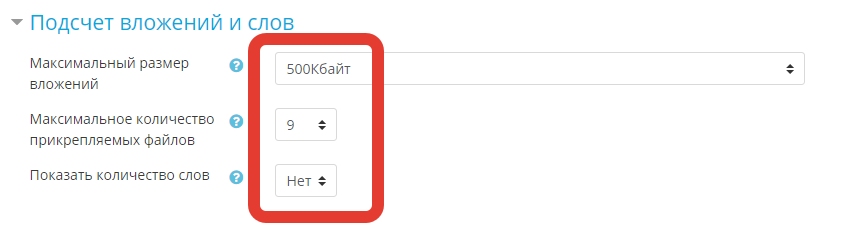 Подсчет вложений и слов
Максимальный размер
вложений
500Кбайт
Максимальное количество
прикрепляемых файлов
9
Показать количество слов
Нет